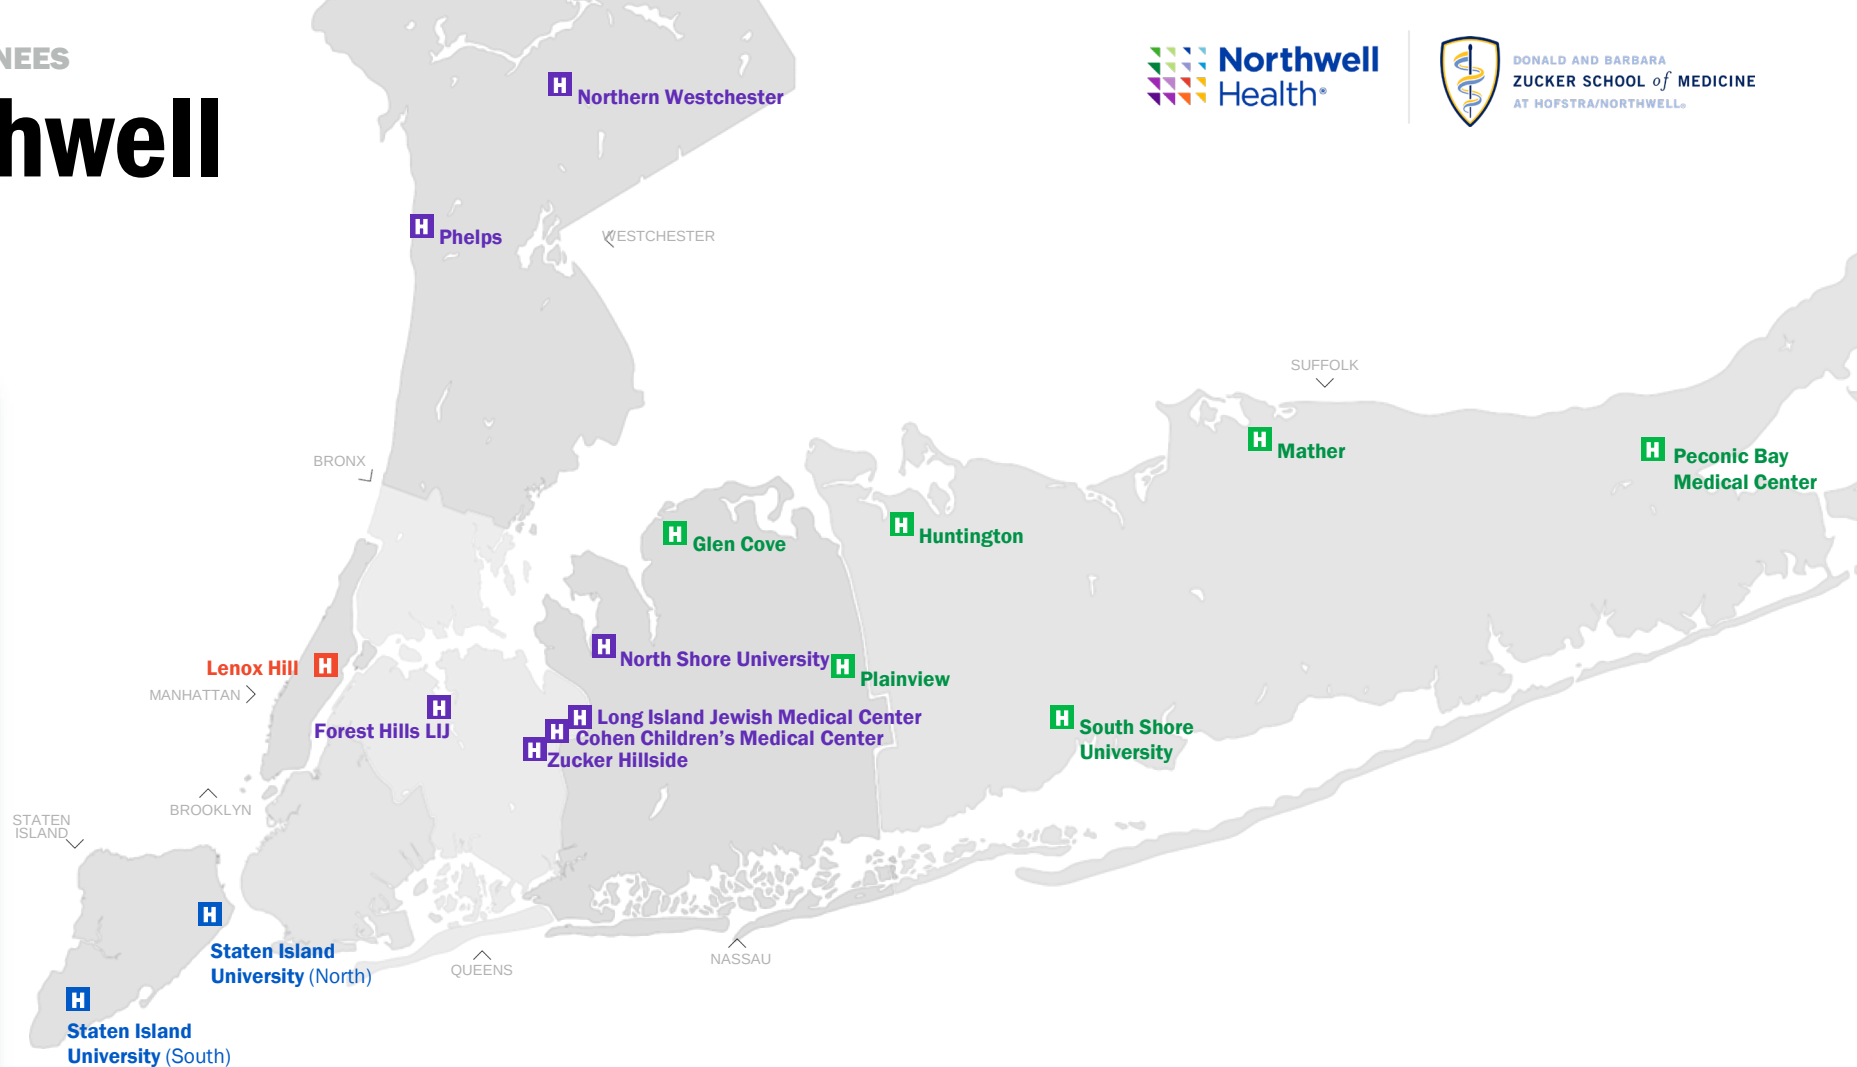 NEES
hwell
Northwell
Health®
DONALD AND BARBARA
ZUCKER SCHOOL of MEDICINE
AT HOFSTRA/NORTHWELL®
H Northern Westchester
H Phelps
WESTCHESTER
SUFFOLK
BRONX
H Mather
H Peconic Bay
Medical Center
H Glen Cove
H Huntington
H North Shore University
H Plainview
Lenox Hill H
MANHATTAN
H
Forest Hills LIJ
H Long Island Jewish Medical Center
H Cohen Children’s Medical Center
H Zucker Hillside
H South Shore
University
BROOKLYN
STATEN
ISLAND
H
Staten Island
University (North)
QUEENS
NASSAU
H
Staten Island
University (South)